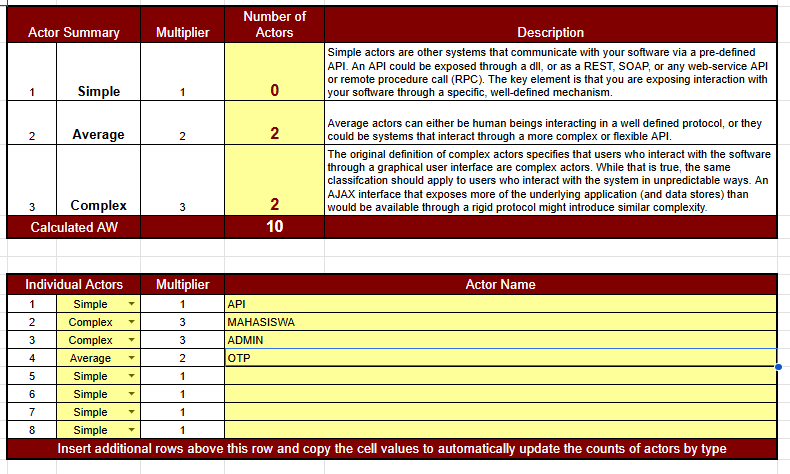 Actor Summary Multiplier Number of Actors Description
1 Simple 1 0 Simple actors are other systems that communicate with your software via a pre-defined
API. An API could be exposed through a dll, or as a REST, SOAP, or any web-service API
or remote procedure call (RPC). The key element is that you are exposing interaction with
your software through a specific, well-defined mechanism.
2 Average 2 2 Average actors can either be human beings interacting in a well defined protocol, or they
could be systems that interact through a more complex or flexible API.
3 Complex 3 2 The original definition of complex actors specifies that users who interact with the software
through a graphical user interface are complex actors. While that is true, the same
classifcation should apply to users who interact with the system in unpredictable ways. An
AJAX interface that exposes more of the underlying application (and data stores) than
would be available through a rigid protocol might introduce similar complexity.
Calculated AW 10
Individual Actors Multiplier Actor Name
1 Simple 1 API
2 Complex 3 MAHASISWA
3 Complex 3 ADMIN
4 Average 2 OTP
5 Simple 1
6 Simple 1
7 Simple 1
8 Simple 1
Insert additional rows above this row and copy the cell values to automatically update the counts of actors by type